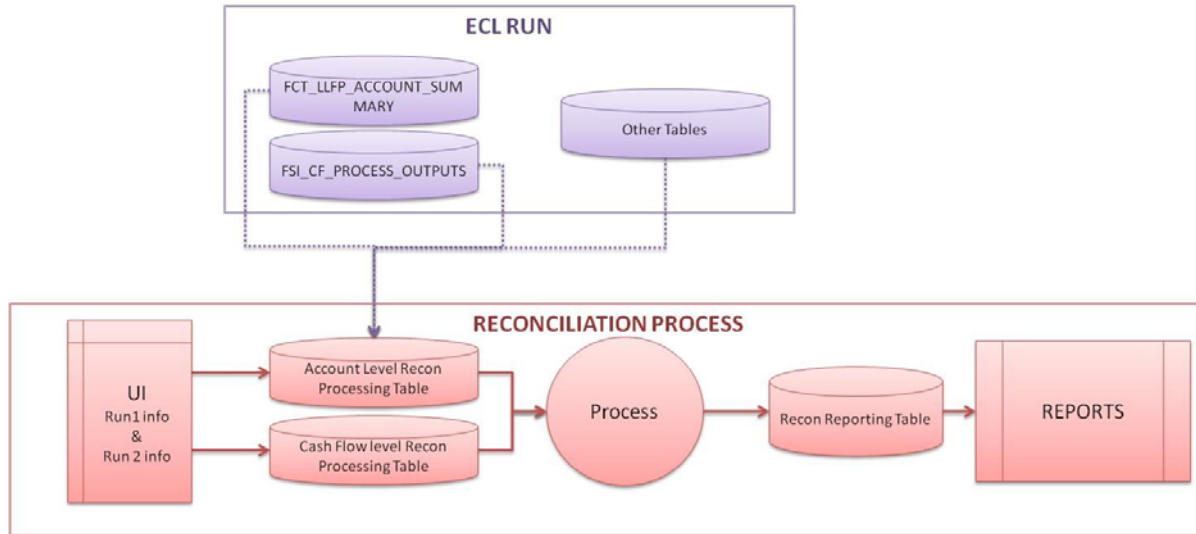 ECL RUN
FCT_LLFP_ACCOUNT_SUM
MARY
FSI_CF_PROCESS_OUTPUTS
Other Tables
RECONCILIATION PROCESS
UI
Run1 info
&
Run 2 info
Account Level Recon
Processing Table
Cash Flow level Recon
Processing Table
Process
Recon Reporting Table
REPORTS